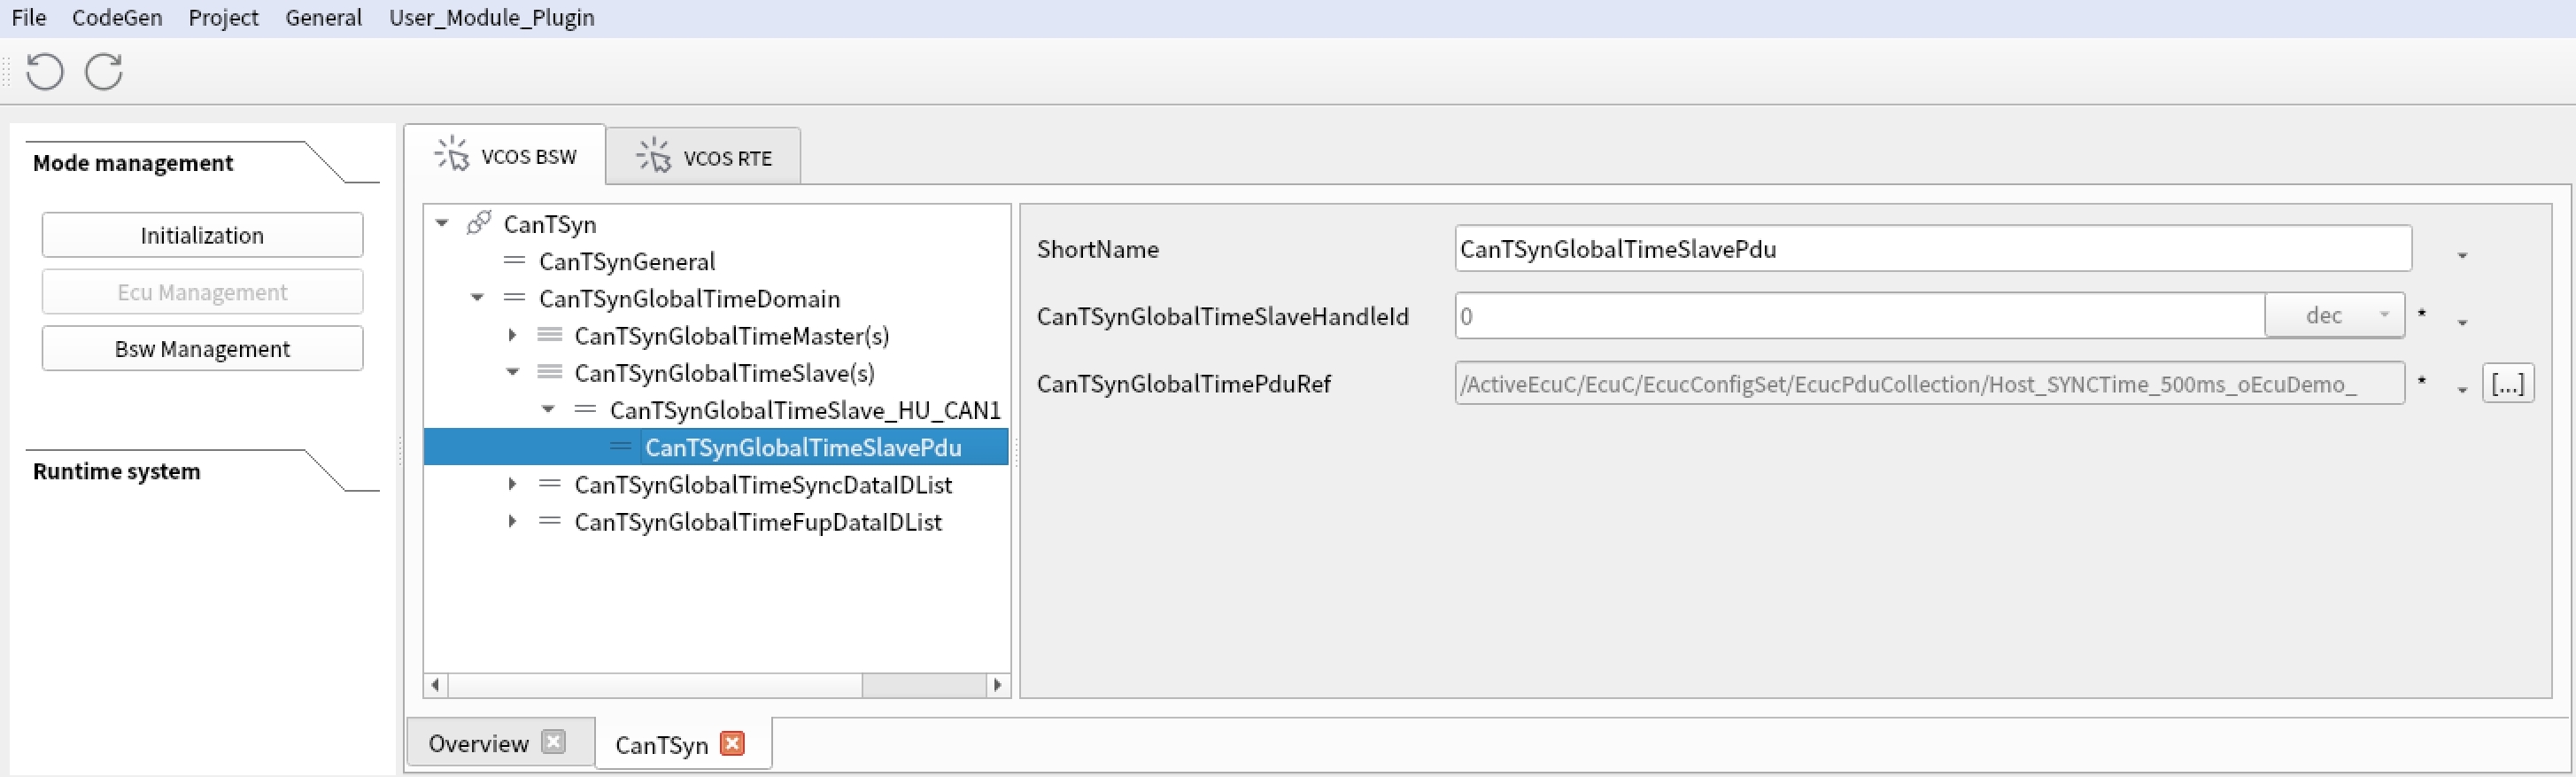 File CodeGen Project General User_Module_Plugin
Mode management
Initialization
Ecu Management
Bsw Management
Runtime system
VCOS BSW VCOS RTE
CanTSyn
CanTSynGeneral
CanTSynGlobalTimeDomain
CanTSynGlobalTimeMaster(s)
CanTSynGlobalTimeSlave(s)
CanTSynGlobalTimeSlave_HU_CAN1
CanTSynGlobalTimeSlavePdu
CanTSynGlobalTimeSyncDataIDList
CanTSynGlobalTimeFupDataIDList
ShortName CanTSynGlobalTimeSlavePdu
CanTSynGlobalTimeSlaveHandleId 0 dec *
CanTSynGlobalTimePduRef /ActiveEcuC/EcuC/EcucConfigSet/EcucPduCollection/Host_SYNCTime_500ms_oEcuDemo_ * [...]
Overview CanTSyn